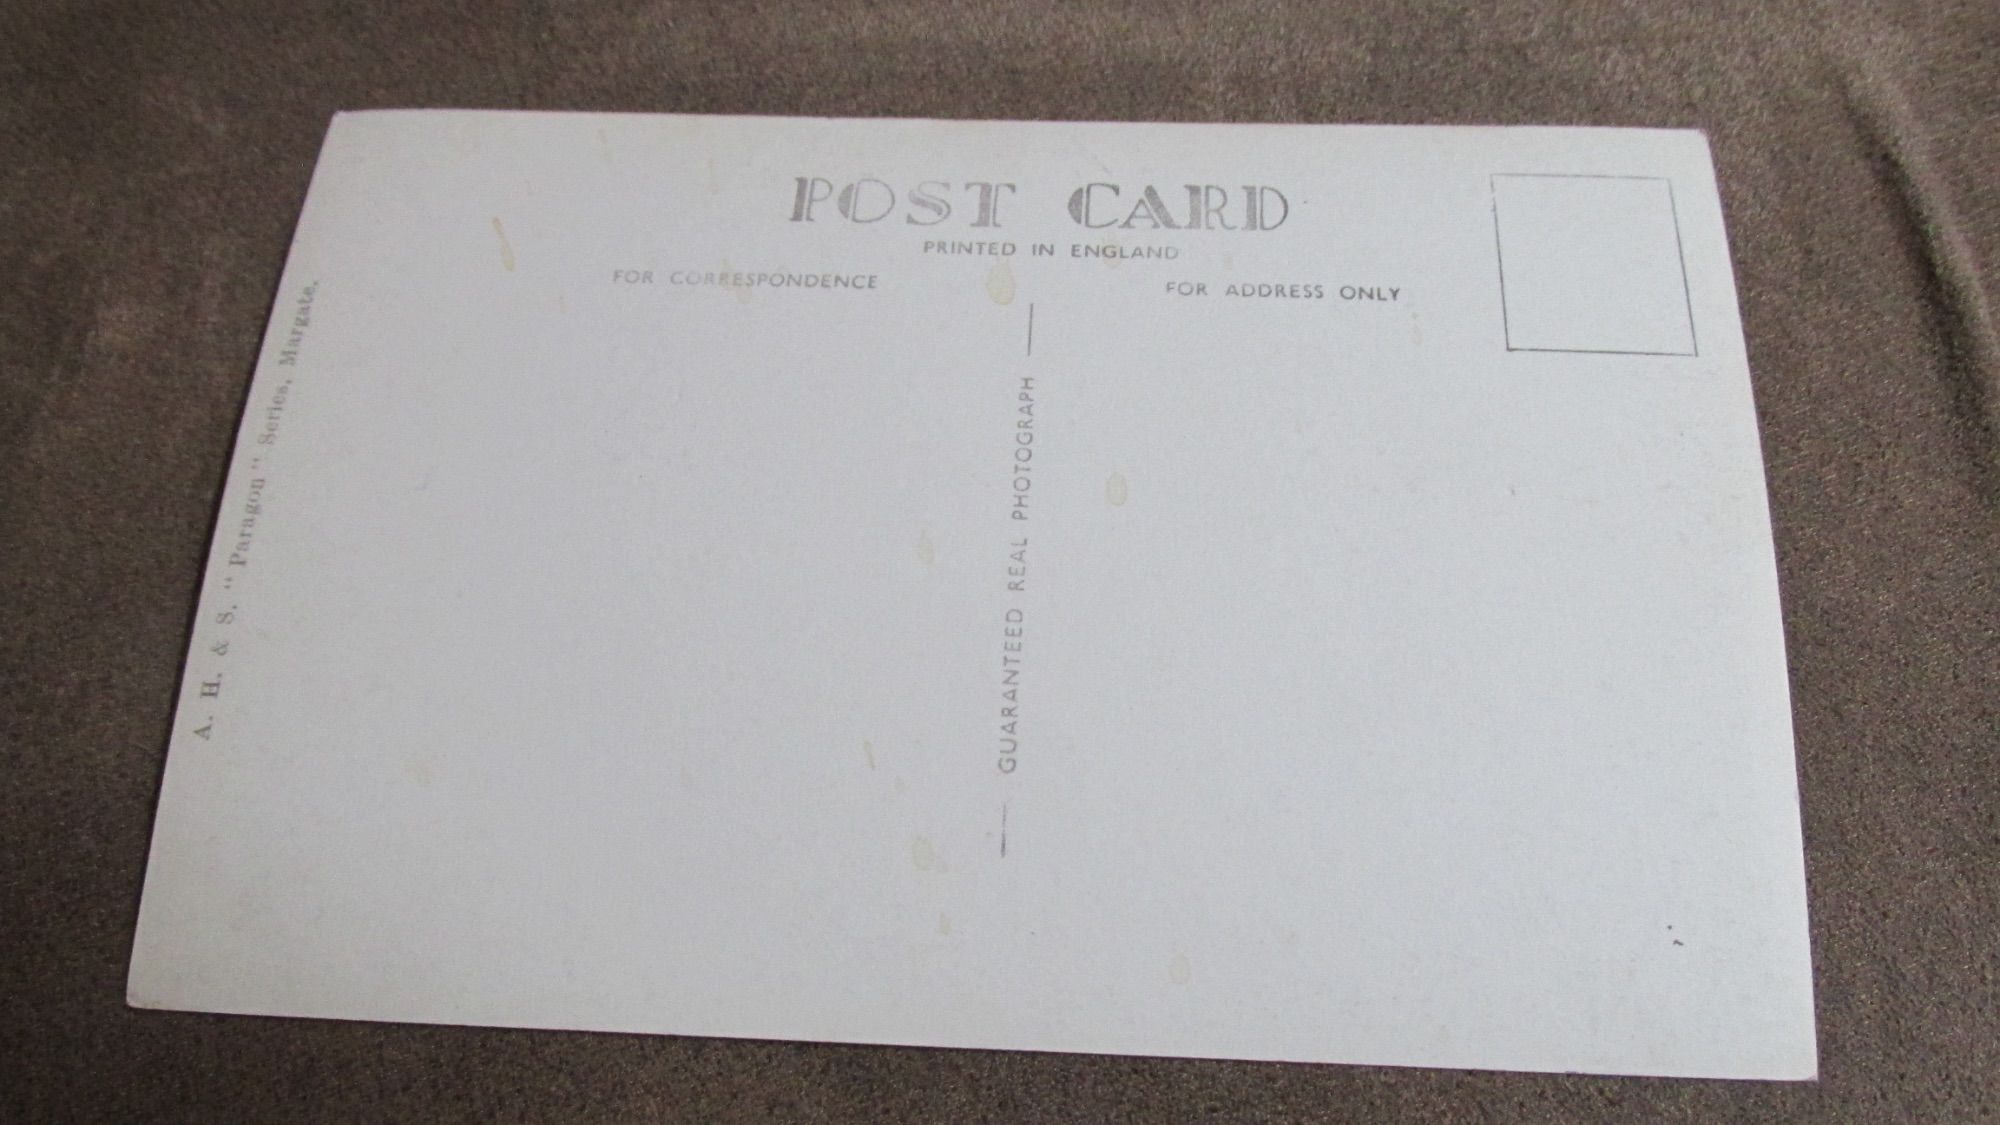 POST CARD
PRINTED IN ENGLAND
FOR CORRESPONDENCE
FOR ADDRESS ONLY
GUARANTEED REAL PHOTOGRAPH
A. H. & S. "Paragon" Series, Margate.